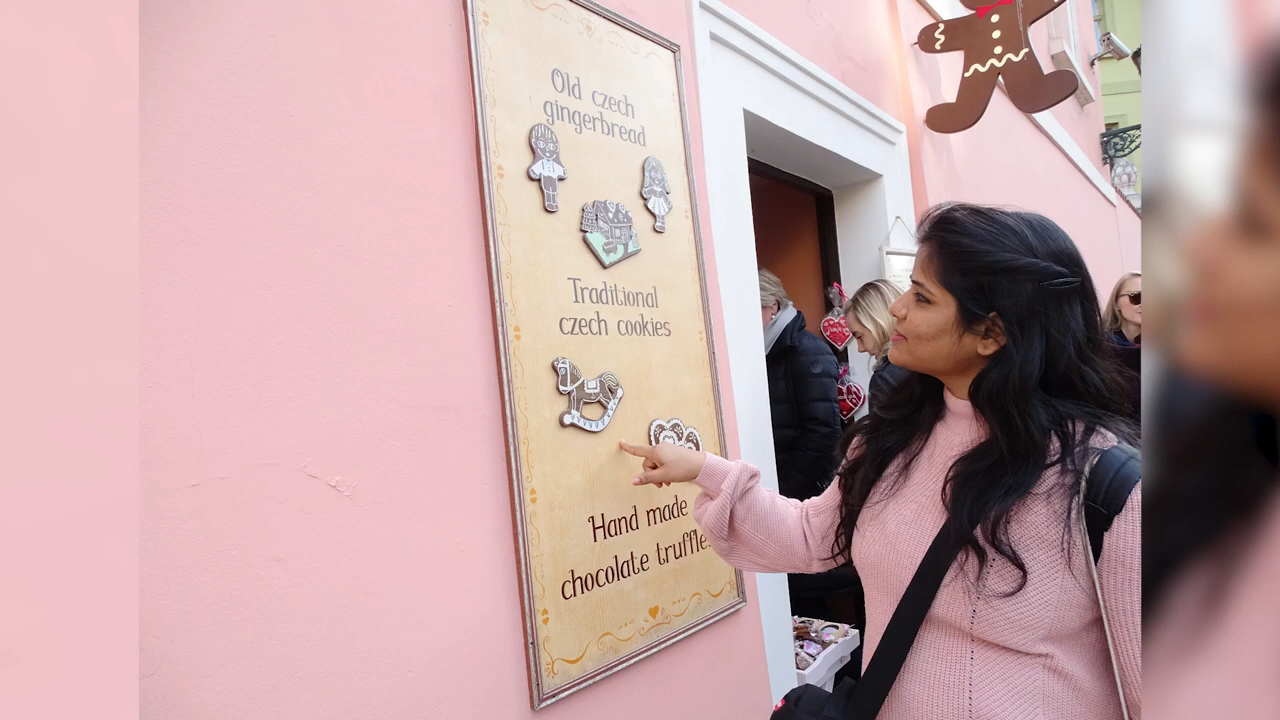 Old czech
gingerbread
Traditional
czech cookies
Hand made
chocolate truffles